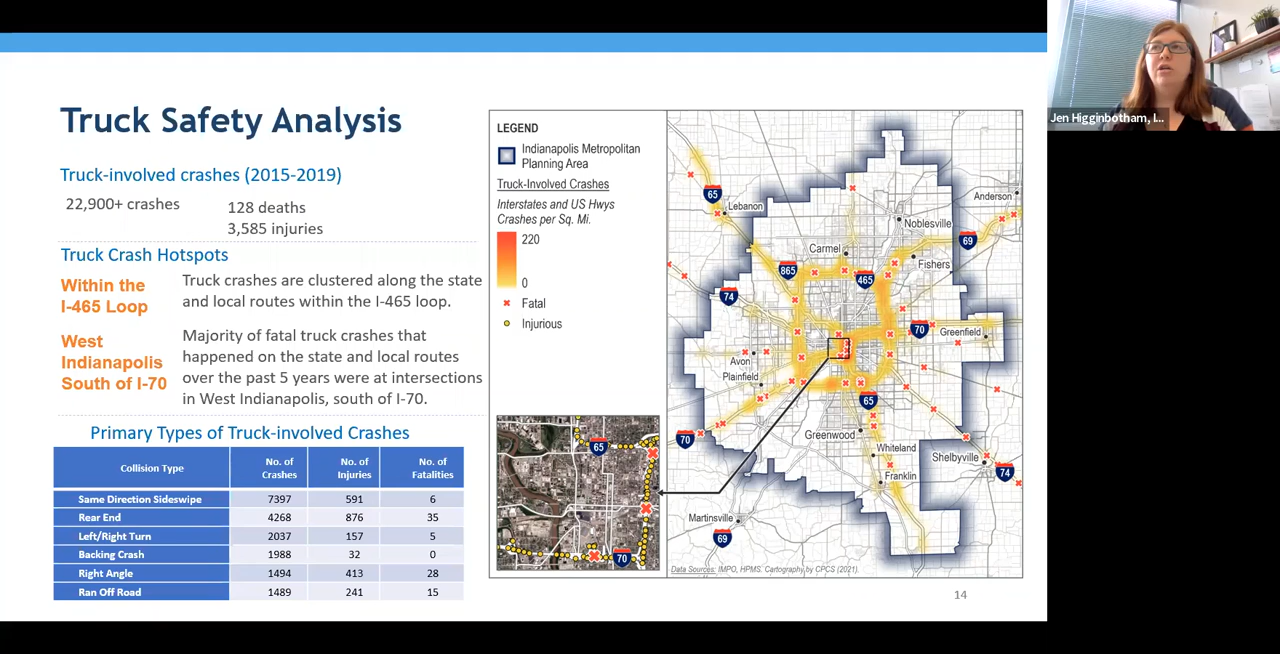 Truck Safety Analysis
Truck-involved crashes (2015-2019)
22,900+ crashes
128 deaths
3,585 injuries
Truck Crash Hotspots
Within the
I-465 Loop
Truck crashes are clustered along the state
and local routes within the I-465 loop.
West
Indianapolis
South of I-70
Majority of fatal truck crashes that
happened on the state and local routes
over the past 5 years were at intersections
in West Indianapolis, south of I-70.
Primary Types of Truck-involved Crashes
Collision Type No. of Crashes No. of Injuries No. of Fatalities
Same Direction Sideswipe 7397 591 6
Rear End 4268 876 35
Left/Right Turn 2037 157 5
Backing Crash 1988 32 0
Right Angle 1494 413 28
Ran Off Road 1489 241 15
LEGEND
Indianapolis Metropolitan
Planning Area
Truck-Involved Crashes
Interstates and US Hwys
Crashes per Sq. Mi.
220
0
Fatal
Injurious
65
70
65
Lebanon
Anderson
Noblesville
69
Carmel
Fishers
865
465
74
70
Greenfield
Avon
Plainfield
65
70
Greenwood
Whiteland
Shelbyville
74
Franklin
Martinsville
69
Data Sources: IMPO, HPMS. Cartography by CPCS (2021)
14
Jen Higginbotham, I...